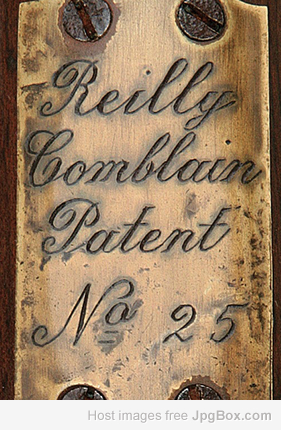 Reilly
Comblain
Patent
No 25
Host images free JpgBox.com